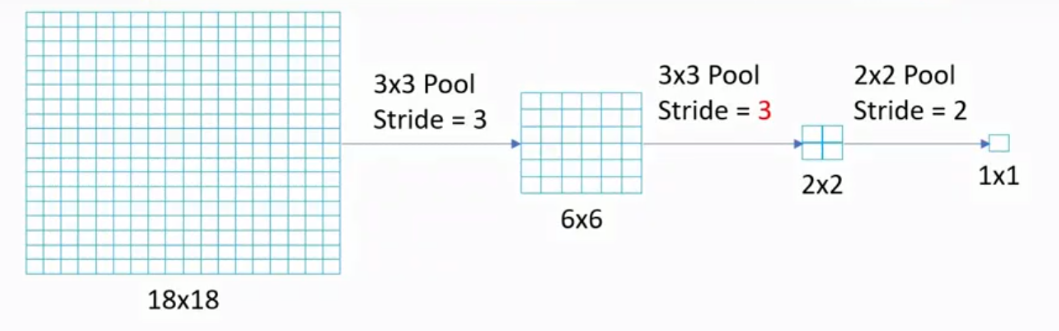 18x18
3x3 Pool
Stride = 3
6x6
3x3 Pool
Stride = 3
2x2
2x2 Pool
Stride = 2
1x1